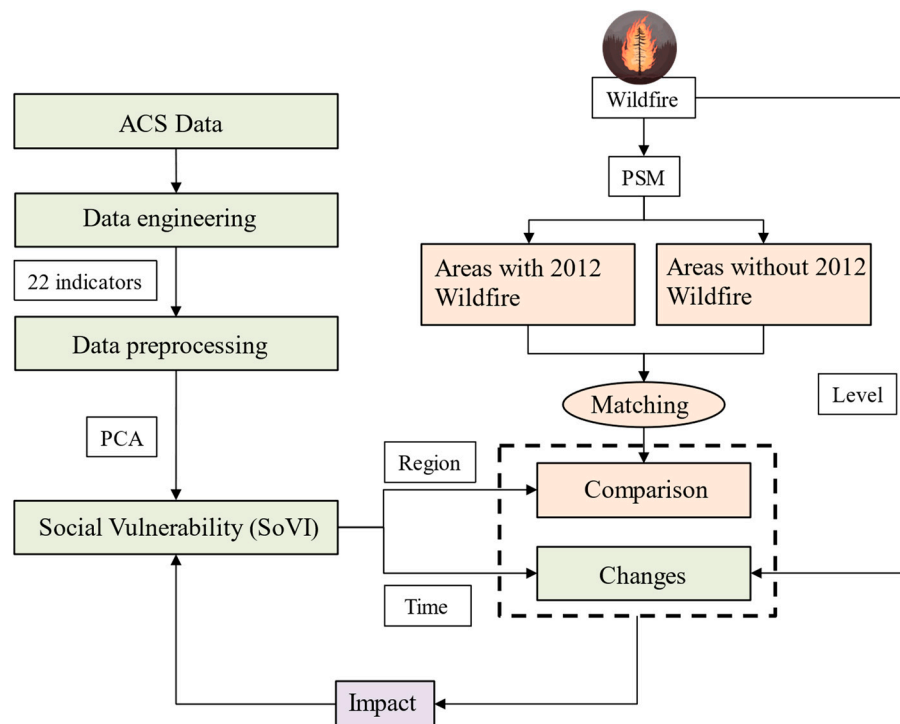 Wildfire
ACS Data
PSM
Data engineering
Areas with 2012
Wildfire
Areas without 2012
Wildfire
22 indicators
Data preprocessing
Level
Matching
PCA
Region
Comparison
Social Vulnerability (SoVI)
Changes
Time
Impact